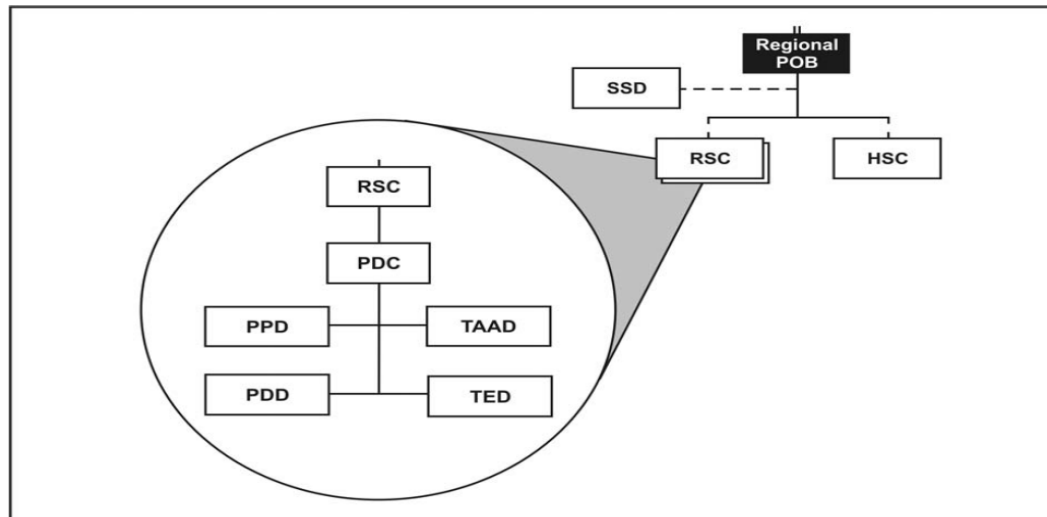 Regional
POB
SSD
RSC
HSC
RSC
PDC
PPD
TAAD
PDD
TED